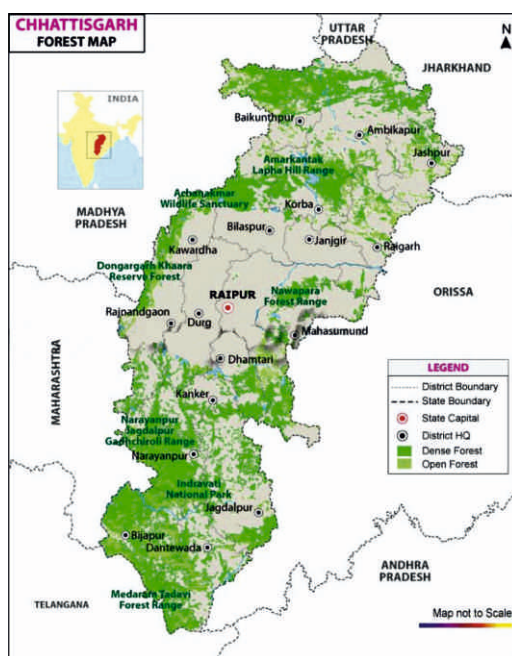 CHHATTISGARH
FOREST MAP
UTTAR
PRADESH
N
JHARKHAND
INDIA
Baikunthpur
Ambikapur
Jashpur
Amarkantak
Lapha Hill Range
Achanakmar
Wildlife Sanctuary
Korba
MADHYA
PRADESH
Bilaspur
Janjgir
Raigarh
Kawardha
Dongargarh Khaara
Reserve Forest
RAIPUR
Nawapara
Forest Range
ORISSA
Rajnandgaon
Durg
Mahasumund
Dhamtari
MAHARASHTRA
Kanker
LEGEND
District Boundary
State Boundary
State Capital
District HQ
Dense Forest
Open Forest
Narayanpur
Jagdalpur
Gadhchiroli Range
Narayanpur
Indravati
National Park
Jagdalpur
Bijapur
Dantewada
ANDHRA
PRADESH
TELANGANA
Medaram Tadavi
Forest Range
Map not to Scale